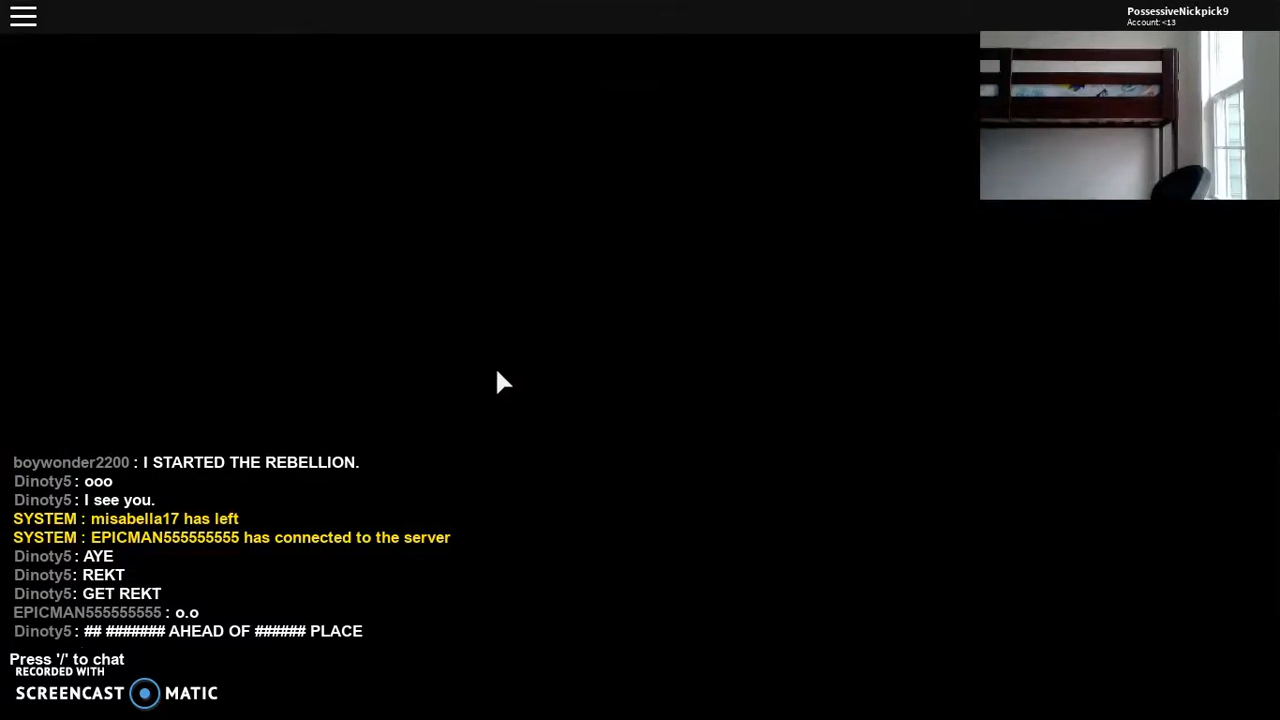 PossessiveNickpick9
Account: <13
boywonder2200 : I STARTED THE REBELLION.
Dinoty5 : ooo
Dinoty5 : I see you.
SYSTEM : misabella17 has left
SYSTEM : EPICMAN555555555 has connected to the server
Dinoty5 : AYE
Dinoty5 : REKT
Dinoty5 : GET REKT
EPICMAN555555555 : o.o
Dinoty5 : ## ####### AHEAD OF ###### PLACE
Press '/' to chat
RECORDED WITH
SCREENCAST MATIC